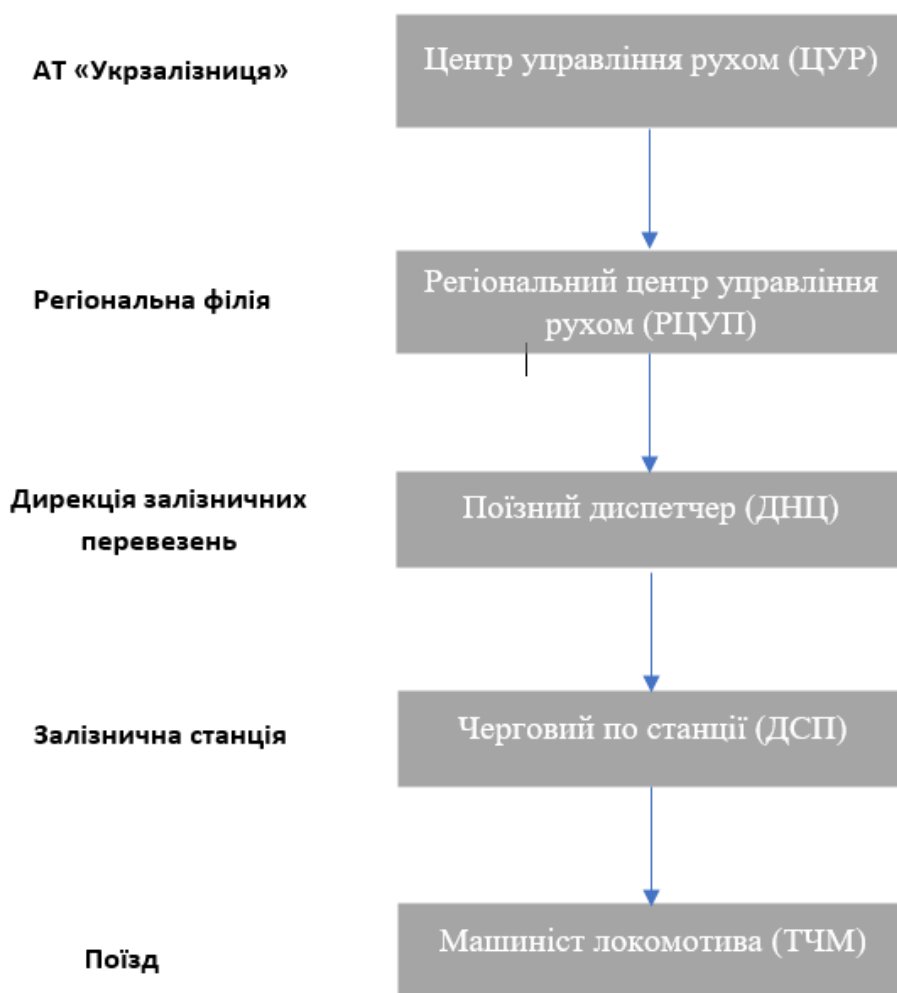 АТ «Укрзалізниця»
Центр управління рухом (ЦУР)
Регіональна філія
Регіональний центр управління
рухом (РЦУП)
Дирекція залізничних
перевезень
Поїзний диспетчер (ДНЦ)
Залізнична станція
Черговий по станції (ДСП)
Поїзд
Машиніст локомотива (ТЧМ)